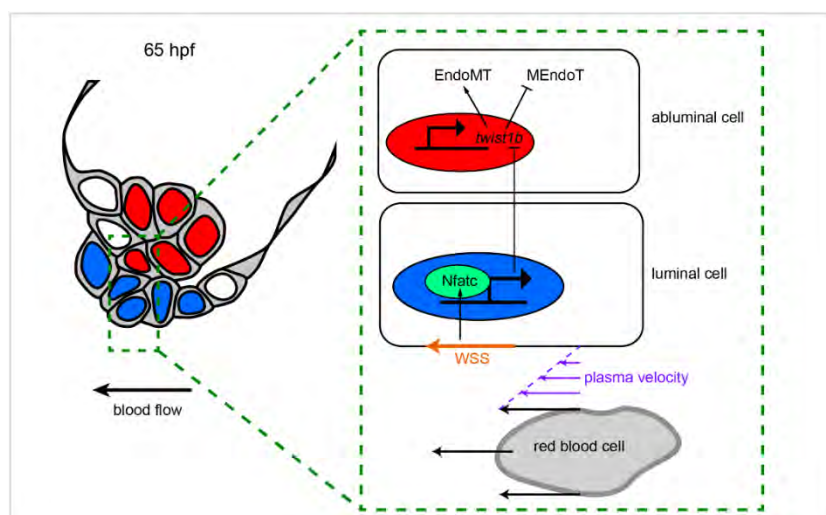 65 hpf
EndoMT
MEndoT
twist1b
abluminal cell
Nfatc
luminal cell
WSS
plasma velocity
blood flow
red blood cell